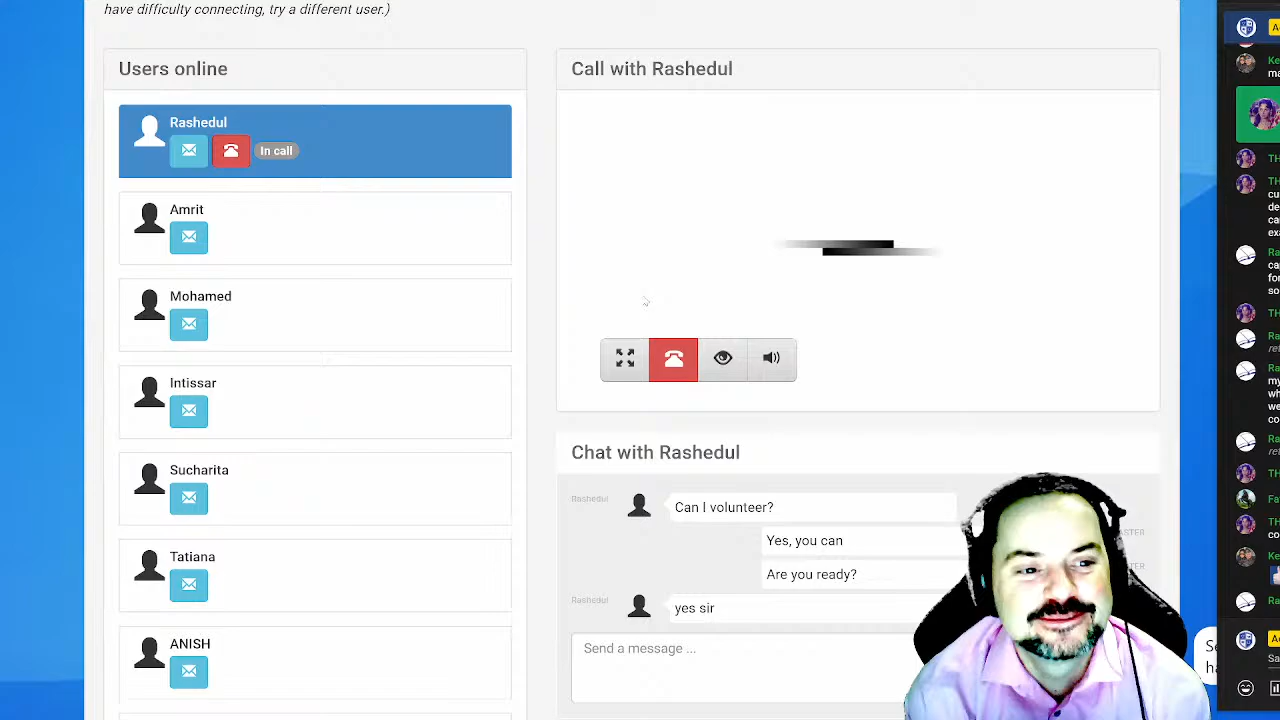 have difficulty connecting, try a different user.)
Users online
Rashedul
In call
Amrit
Mohamed
Intissar
Sucharita
Tatiana
ANISH
Call with Rashedul
Chat with Rashedul
Rashedul
Can I volunteer?
Yes, you can
Are you ready?
Rashedul
yes sir
Send a message ...